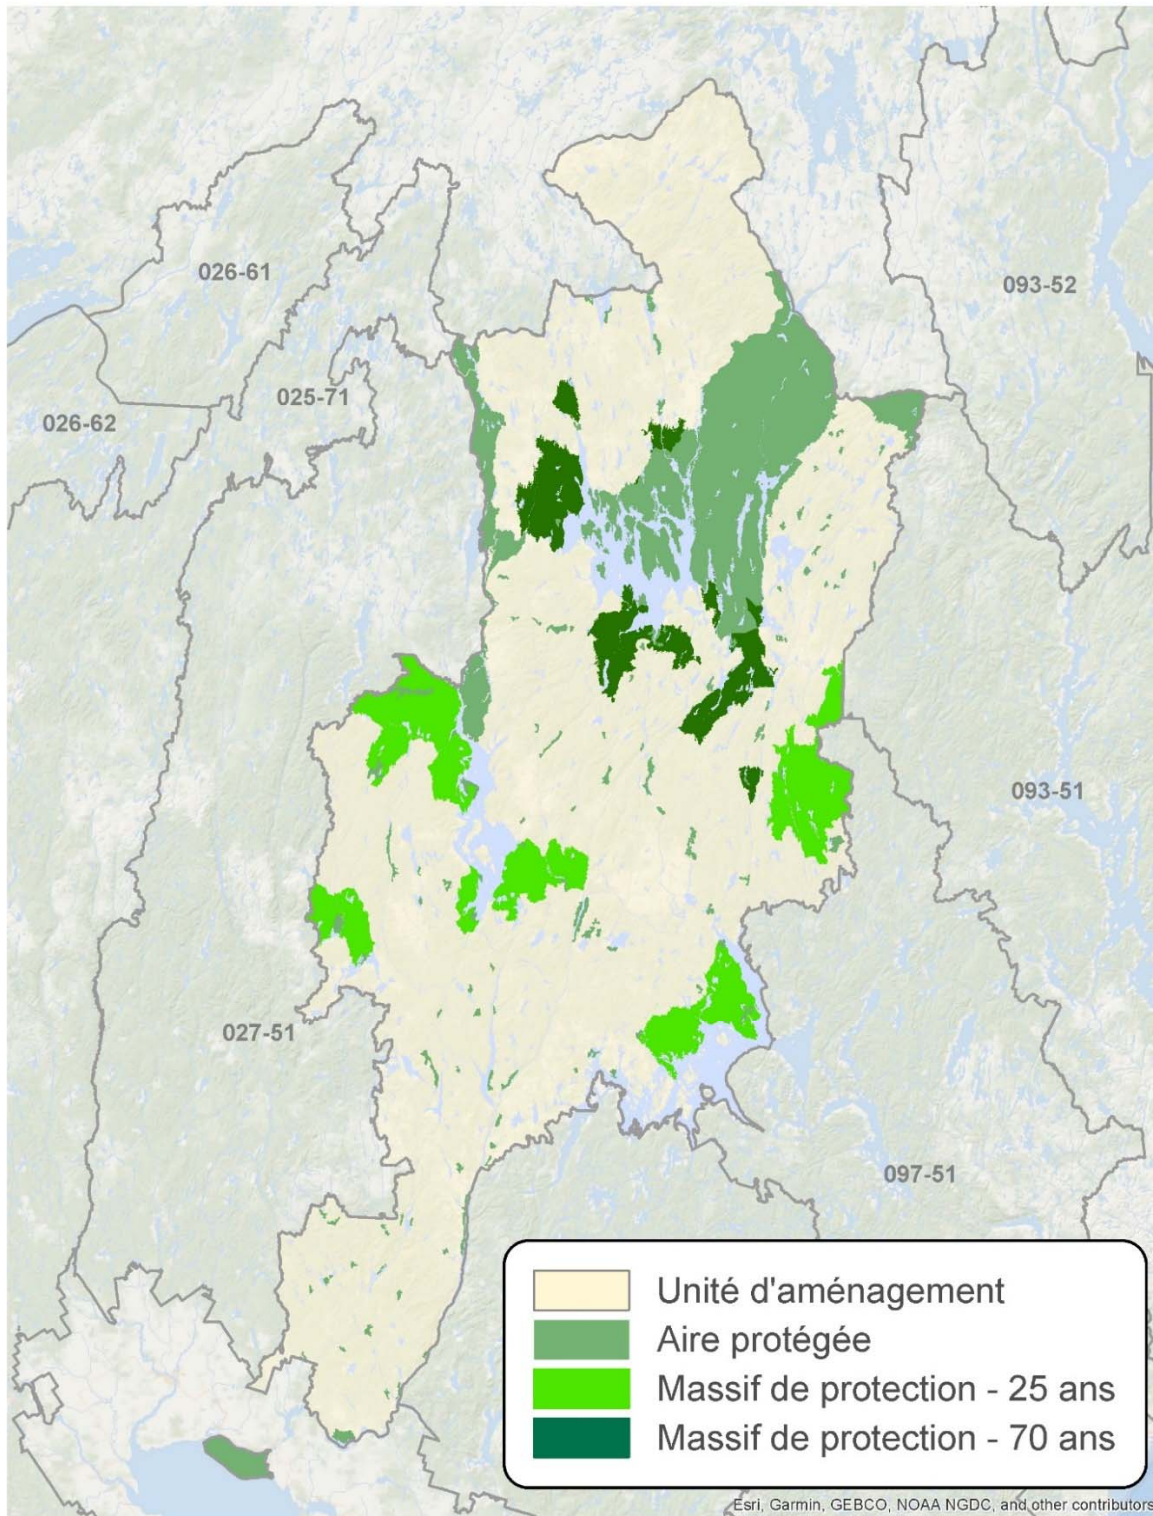 026-61
093-52
025-71
026-62
093-51
027-51
097-51
Unité d'aménagement
Aire protégée
Massif de protection - 25 ans
Massif de protection - 70 ans
Esri, Garmin, GEBCO, NOAA NGDC, and other contributors